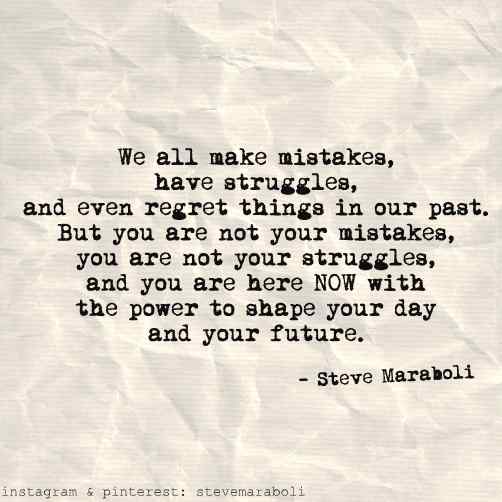 We all make mistakes,
have struggles,
and even regret things in our past.
But you are not your mistakes,
you are not your struggles,
and you are here NOW with
the power to shape your day
and your future.
- Steve Maraboli
instagram & pinterest: stevemaraboli